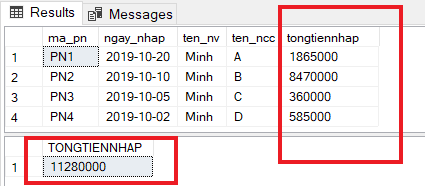 Results Messages
ma_pn ngay_nhap ten_nv ten_ncc tongtiennhap
1 PN1 2019-10-20 Minh A 1865000
2 PN2 2019-10-10 Minh B 8470000
3 PN3 2019-10-05 Minh C 360000
4 PN4 2019-10-02 Minh D 585000
TONGTIENNHAP
1 11280000